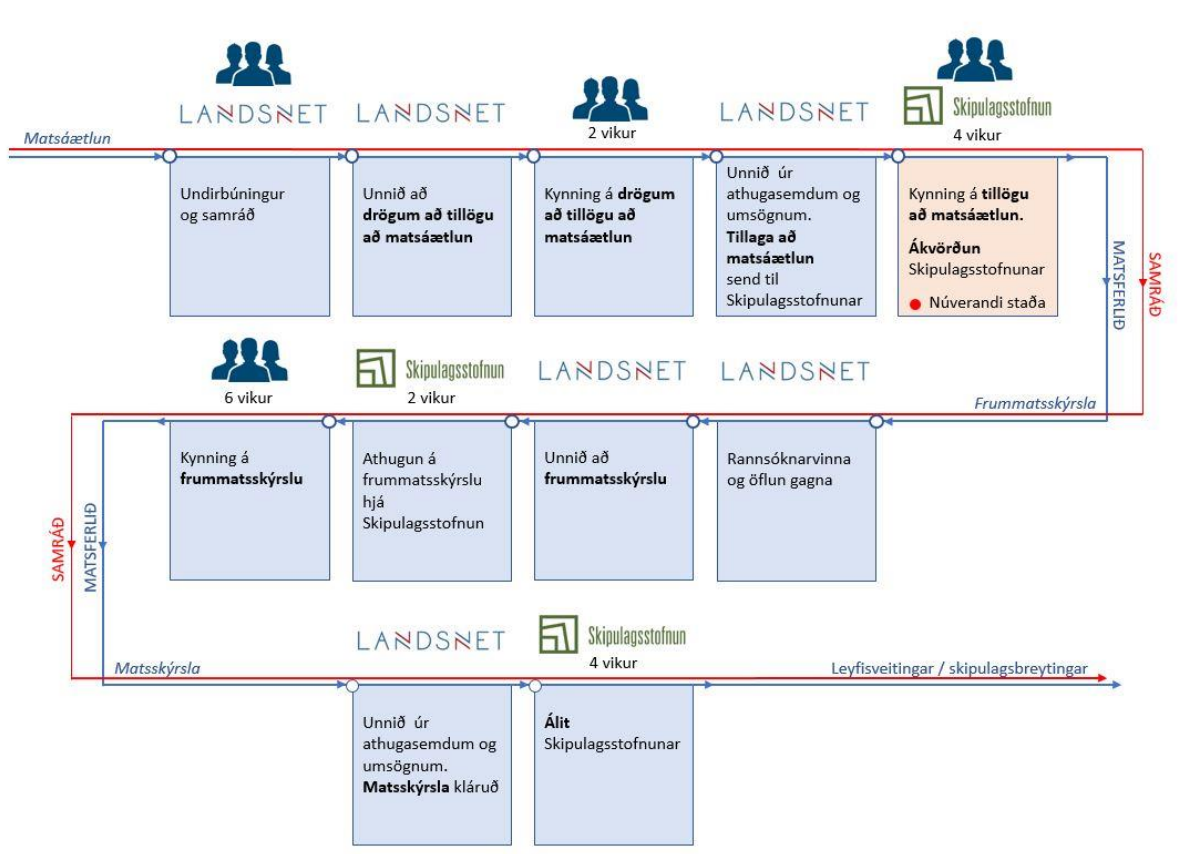 LANDSNET
LANDSNET
2 vikur
LANDSNET
Skipulagsstofnun
4 vikur
Matsáætlun
Undirbúningur
og samráð
Unnið að
drögum að tillögu
að matsáætlun
Kynning á drögum
að tillögu að
matsáætlun
Unnið úr
athugasemdum og
umsögnum.
Tillaga að
matsáætlun
send til
Skipulagsstofnunar
Kynning á tillögu
að matsáætlun.
Ákvörðun
Skipulagsstofnunar
Núverandi staða
MATSFERLIÐ
SAMRÁÐ
6 vikur
Skipulagsstofnun
2 vikur
LANDSNET
LANDSNET
Frummatsskýrsla
Kynning á
frummatsskýrslu
Athugun á
frummatsskýrslu
hjá
Skipulagsstofnun
Unnið að
frummatsskýrslu
Rannsóknarvinna
og öflun gagna
SAMRÁÐ
MATSFERLIÐ
LANDSNET
Skipulagsstofnun
4 vikur
Matsskýrsla
Leyfisveitingar / skipulagsbreytingar
Unnið úr
athugasemdum og
umsögnum.
Matsskýrsla kláruð
Álit
Skipulagsstofnunar